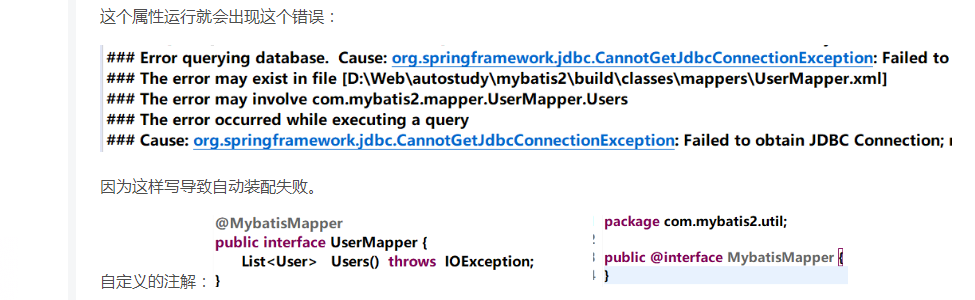 这个属性运行就会出现这个错误：
### Error querying database. Cause: org.springframework.jdbc.CannotGetJdbcConnectionException: Failed to
### The error may exist in file [D:\Web\autostudy\mybatis2\build\classes\mappers\UserMapper.xml]
### The error may involve com.mybatis2.mapper.UserMapper.Users
### The error occurred while executing a query
### Cause: org.springframework.jdbc.CannotGetJdbcConnectionException: Failed to obtain JDBC Connection;
因为这样写导致自动装配失败。
@MybatisMapper
public interface UserMapper {
List<User> Users() throws IOException;
自定义的注解： }
package com.mybatis2.util;
2
3 public @interface MybatisMapper {
4 }